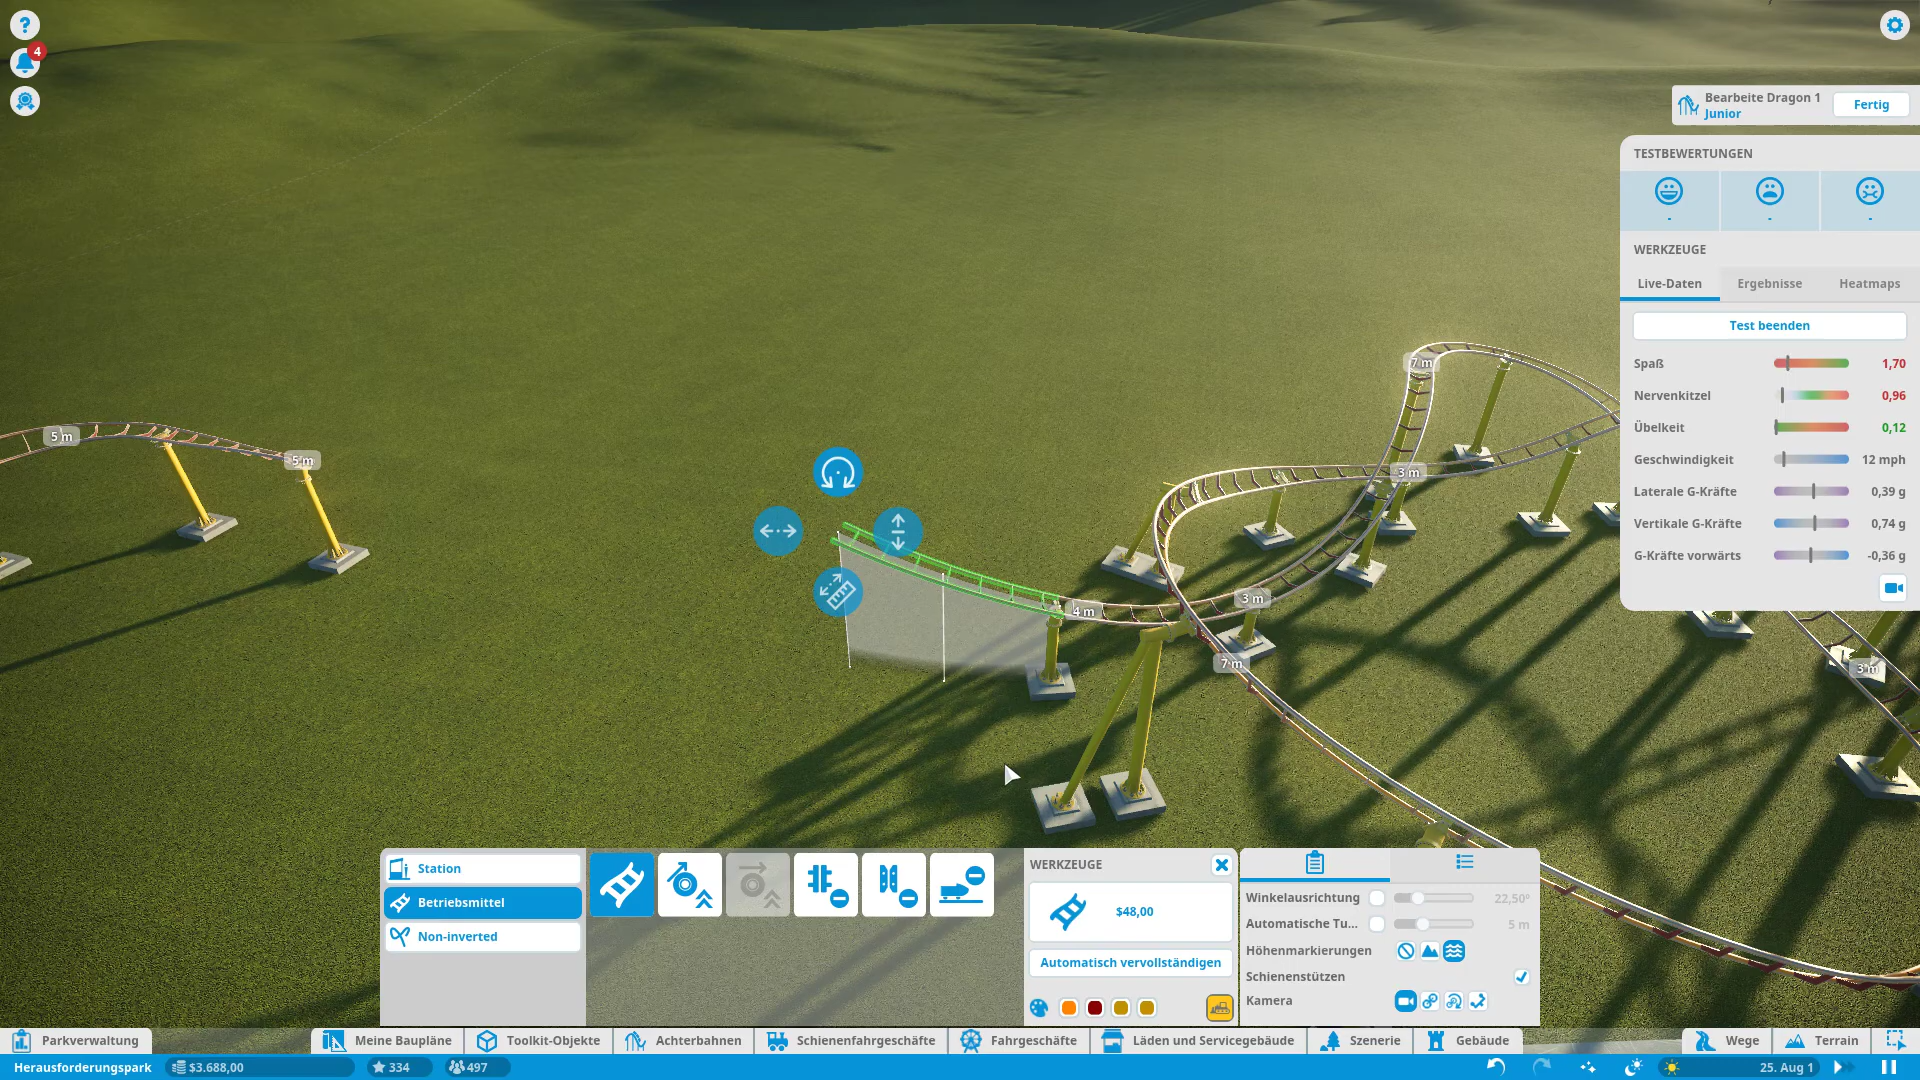 4
Bearbeite Dragon 1
Junior
Fertig
TESTBEWERTUNGEN
- - -
WERKZEUGE
Live-Daten Ergebnisse Heatmaps
Test beenden
Spaß 1,70
Nervenkitzel 0,96
Übelkeit 0,12
Geschwindigkeit 12 mph
Laterale G-Kräfte 0,39 g
Vertikale G-Kräfte 0,74 g
G-Kräfte vorwärts -0,36 g
7 m
5 m
5 m
3 m
3 m
4 m
7 m
3 m
Station
Betriebsmittel
Non-inverted
WERKZEUGE
$48,00
Automatisch vervollständigen
Winkelausrichtung 22,50°
Automatische Tu... 5 m
Höhenmarkierungen
Schienenstützen
Kamera
Parkverwaltung
Meine Baupläne
Toolkit-Objekte
Achterbahnen
Schienenfahrgeschäfte
Fahrgeschäfte
Läden und Servicegebäude
Szenerie
Gebäude
Wege
Terrain
Herausforderungspark
$3.688,00
334
497
25. Aug 1